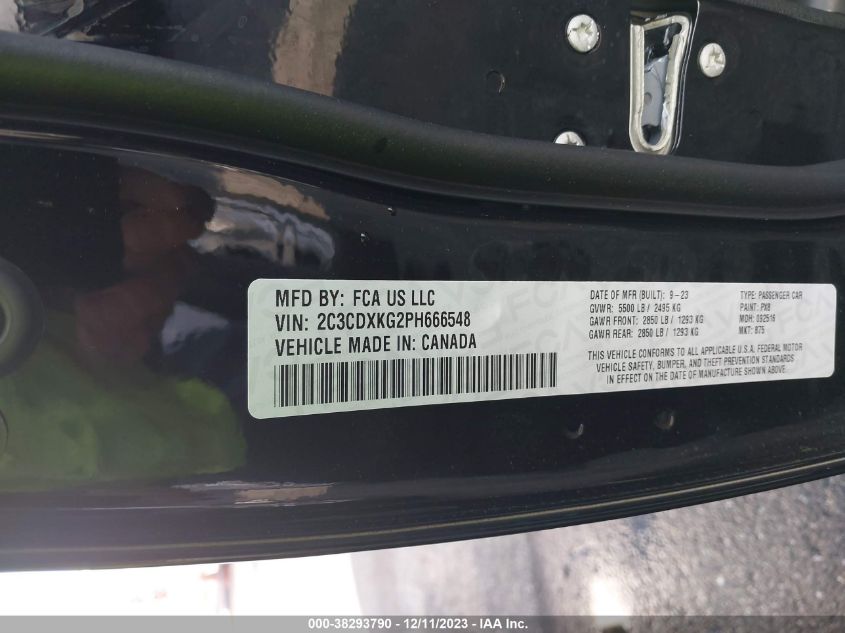 MFD BY: FCA US LLC
VIN: 2C3CDXKG2PH666548
VEHICLE MADE IN: CANADA
DATE OF MFR (BUILT): 9-23
GVWR: 5500 LB / 2495 KG
GAWR FRONT: 2850 LB / 1293 KG
GAWR REAR: 2850 LB / 1293 KG
TYPE: PASSENGER CAR
PAINT: PX8
MDH: 092516
MKT: 875
THIS VEHICLE CONFORMS TO ALL APPLICABLE U.S.A. FEDERAL MOTOR
VEHICLE SAFETY, BUMPER, AND THEFT PREVENTION STANDARDS
IN EFFECT ON THE DATE OF MANUFACTURE SHOWN ABOVE.
000-38293790 - 12/11/2023 - IAA Inc.